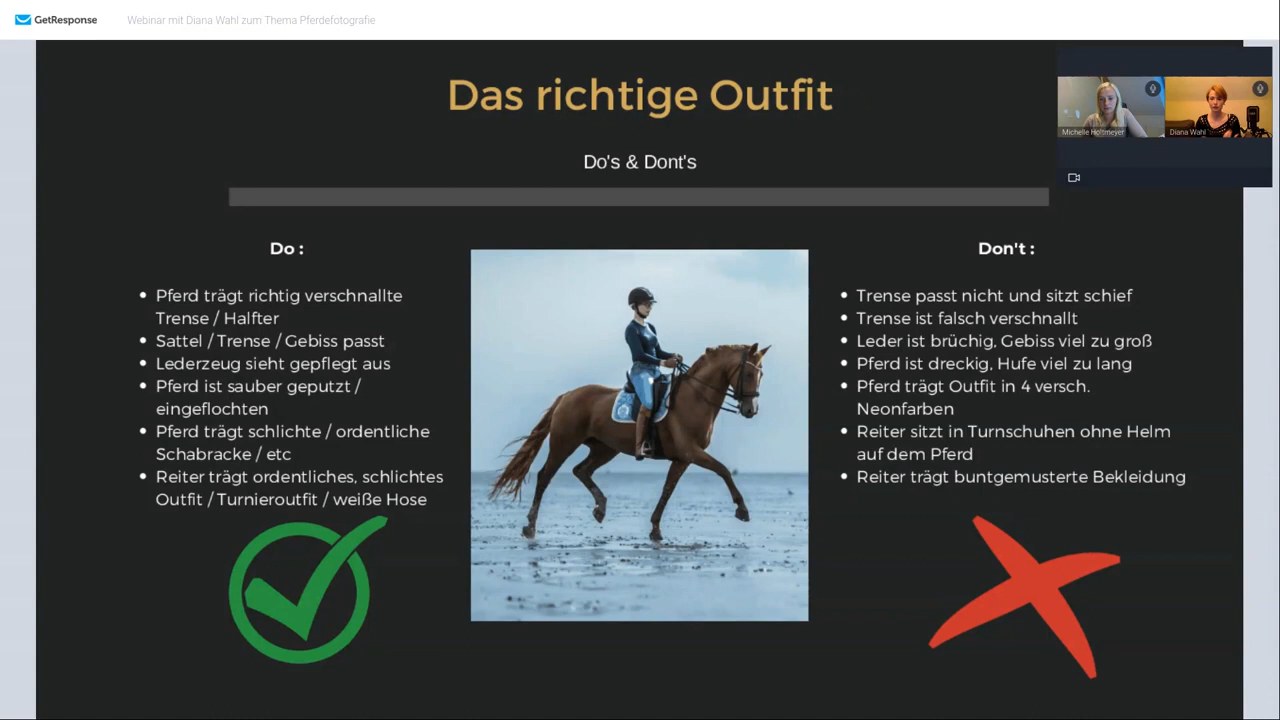 GetResponse
Webinar mit Diana Wahl zum Thema Pferdefotografie
Das richtige Outfit
Do's & Dont's
Michelle Holtmeyer
Diana Wahl
Do :
Pferd trägt richtig verschnallte
Trense / Halfter
Sattel / Trense / Gebiss passt
Lederzeug sieht gepflegt aus
Pferd ist sauber geputzt /
eingeflochten
Pferd trägt schlichte / ordentliche
Schabracke / etc
Reiter trägt ordentliches, schlichtes
Outfit / Turnieroutfit / weiße Hose
Don't :
Trense passt nicht und sitzt schief
Trense ist falsch verschnallt
Leder ist brüchig, Gebiss viel zu groß
Pferd ist dreckig, Hufe viel zu lang
Pferd trägt Outfit in 4 versch.
Neonfarben
Reiter sitzt in Turnschuhen ohne Helm
auf dem Pferd
Reiter trägt buntgemusterte Bekleidung